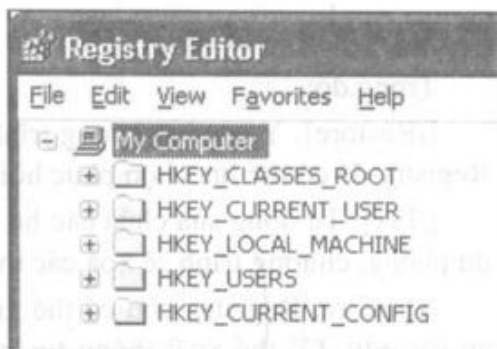 Registry Editor
File Edit View Favorites Help
My Computer
HKEY_CLASSES_ROOT
HKEY_CURRENT_USER
HKEY_LOCAL_MACHINE
HKEY_USERS
HKEY_CURRENT_CONFIG